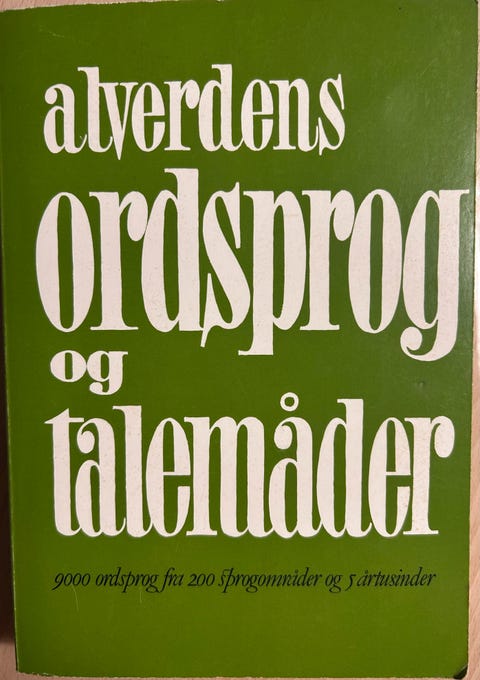 alverdens
ordsprog
og
talemåder
9000 ordsprog fra 200 sprogområder og 5 årtusinder